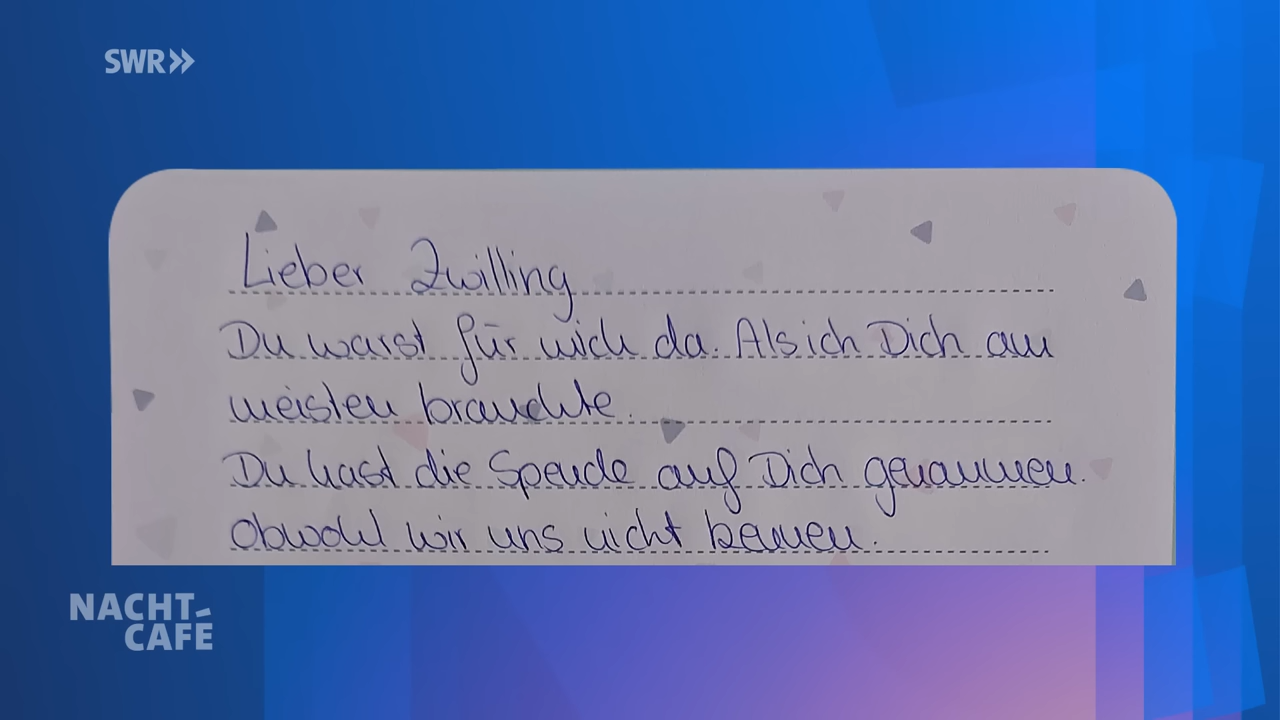 SWR
Lieber Zwilling
Du warst für mich da. Als ich Dich am
meisten brauchte.
Du hast die Spende auf Dich genommen.
Obwohl wir uns nicht kennen.
NACHT-
CAFÉ